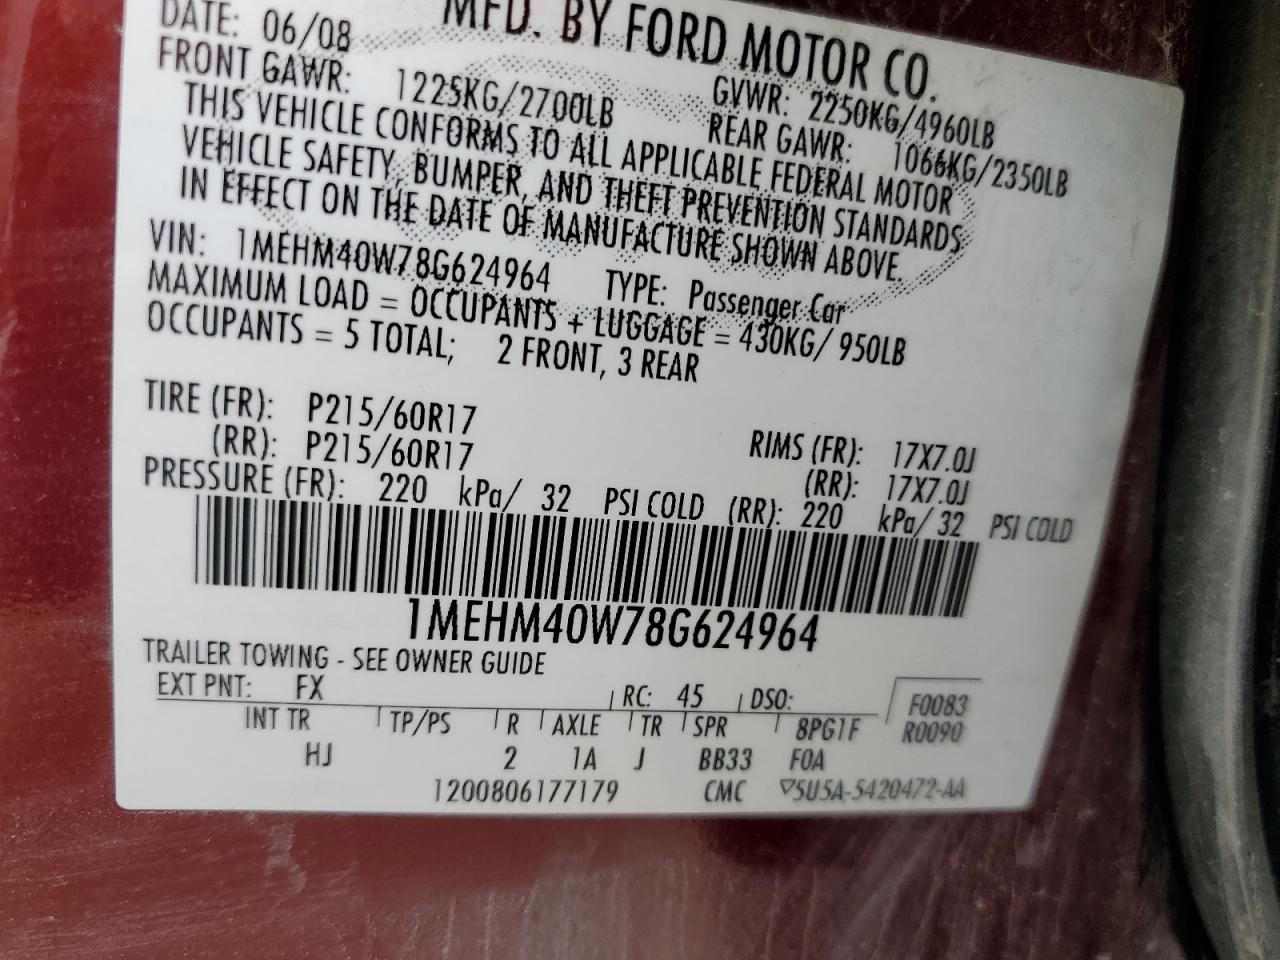 MFD. BY FORD MOTOR CO.
DATE: 06/08 GVWR: 2250KG/4960LB
FRONT GAWR: 1225KG/2700LB REAR GAWR: 1066KG/2350LB
THIS VEHICLE CONFORMS TO ALL APPLICABLE FEDERAL MOTOR
VEHICLE SAFETY, BUMPER, AND THEFT PREVENTION STANDARDS
IN EFFECT ON THE DATE OF MANUFACTURE SHOWN ABOVE.
VIN: 1MEHM40W78G624964 TYPE: Passenger Car
MAXIMUM LOAD = OCCUPANTS + LUGGAGE = 430KG/ 950LB
OCCUPANTS = 5 TOTAL; 2 FRONT, 3 REAR
TIRE (FR): P215/60R17 RIMS (FR): 17X7.0J
(RR): P215/60R17 (RR): 17X7.0J
PRESSURE (FR): 220 kPa/ 32 PSI COLD (RR): 220 kPa/ 32 PSI COLD
1MEHM40W78G624964
TRAILER TOWING - SEE OWNER GUIDE
EXT PNT: FX RC: 45 DSO: F0083
INT TR TP/PS R AXLE TR SPR 8PG1F R0090
HJ 2 1A J BB33 F0A
1200806177179 CMC ▽5U5A-5420472-AA